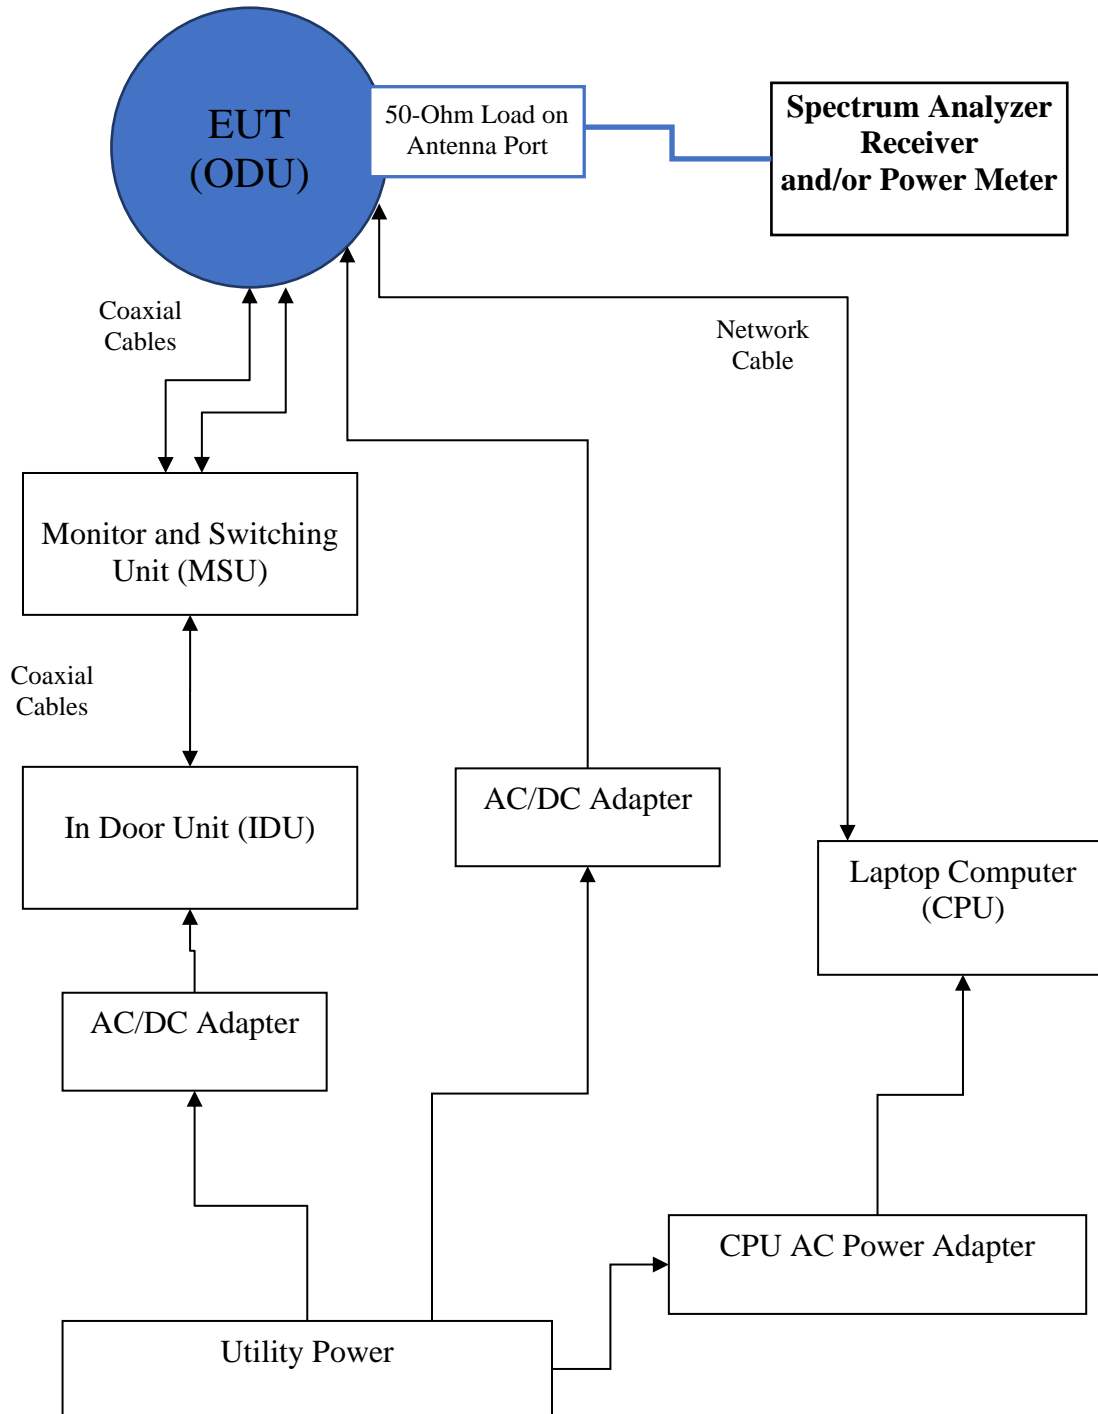 EUT
(ODU)
50-Ohm Load on
Antenna Port
Spectrum Analyzer
Receiver
and/or Power Meter
Coaxial
Cables
Network
Cable
Monitor and Switching
Unit (MSU)
Coaxial
Cables
In Door Unit (IDU)
AC/DC Adapter
Laptop Computer
(CPU)
AC/DC Adapter
CPU AC Power Adapter
Utility Power